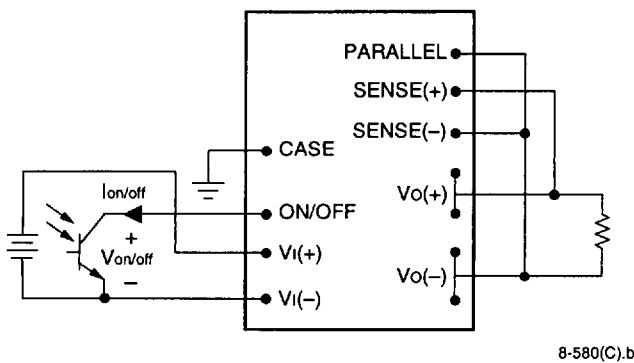 PARALLEL
SENSE(+)
SENSE(–)
CASE
Ion/off
ON/OFF
VO(+)
+
Von/off
–
VI(+)
VO(–)
VI(–)
8-580(C).b